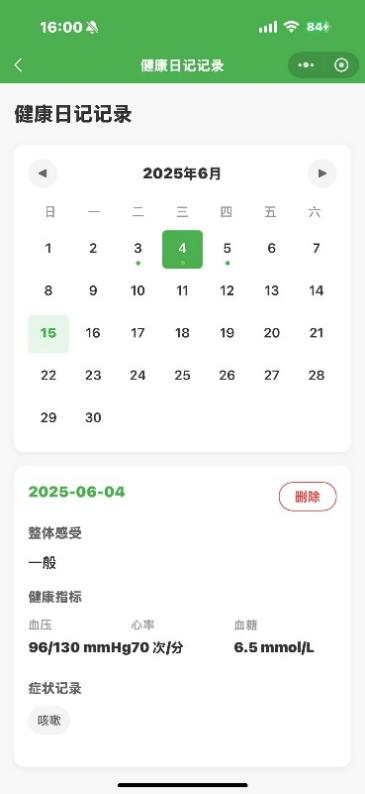 16:00
84
健康日记记录
健康日记记录
◀ 2025年6月 ▶
日 一 二 三 四 五 六
1 2 3 4 5 6 7
8 9 10 11 12 13 14
15 16 17 18 19 20 21
22 23 24 25 26 27 28
29 30
2025-06-04 删除
整体感受
一般
健康指标
血压 心率 血糖
96/130 mmHg70 次/分 6.5 mmol/L
症状记录
咳嗽